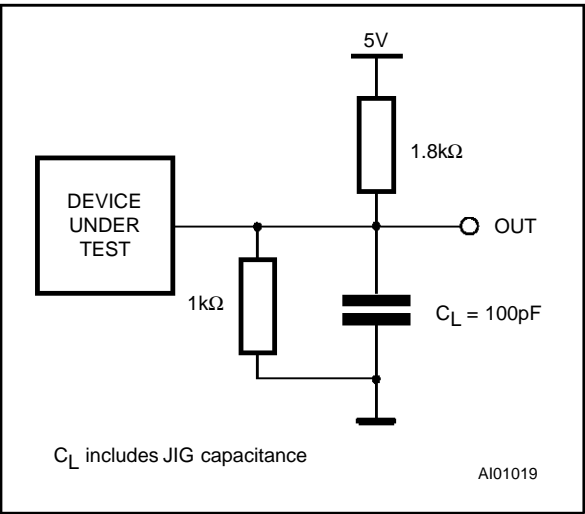 5V
1.8kΩ
DEVICE
UNDER
TEST
OUT
1kΩ
CL = 100pF
CL includes JIG capacitance
AI01019